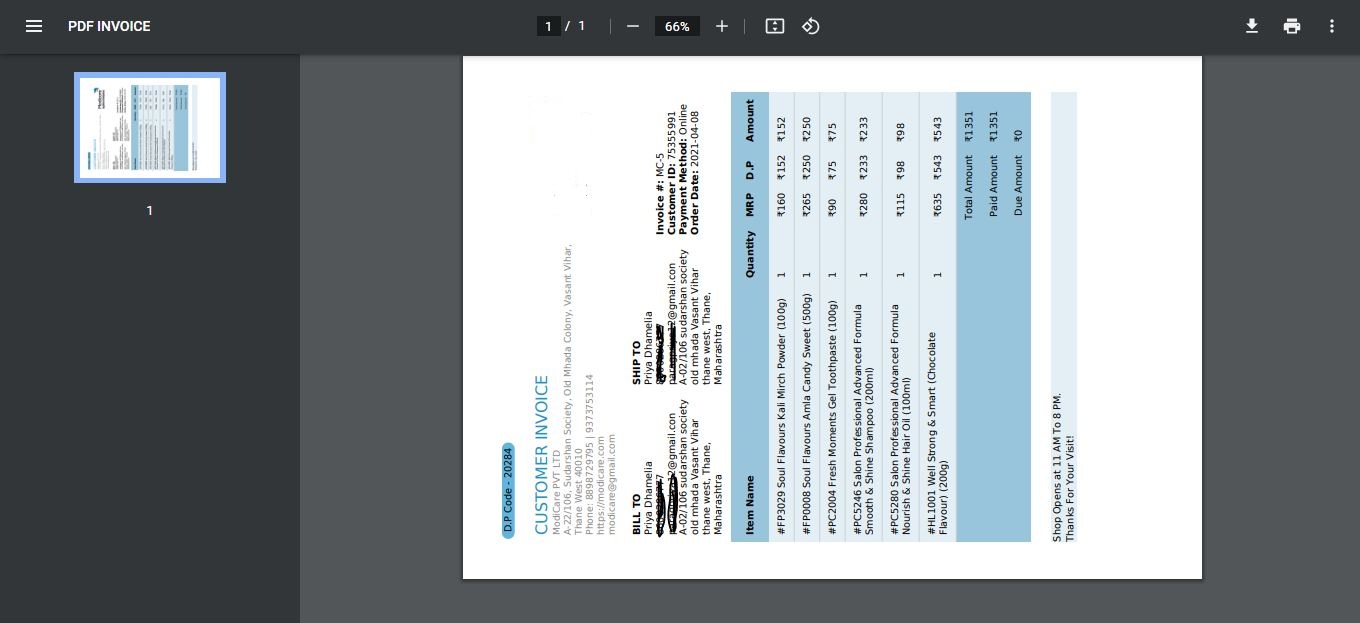 PDF INVOICE
1 / 1
66%
1
D.P Code - 20284
CUSTOMER INVOICE
ModiCare PVT LTD
A-22/106, Sudarshan Society, Old Mhada Colony, Vasant Vihar,
Thane West 40010
Phone: 8898729795 | 9373753114
https://modicare.com
modicare@gmail.com
BILL TO
Priya Dhamelia
@gmail.con
A-02/106 sudarshan society
old mhada Vasant Vihar
thane west, Thane,
Maharashtra
SHIP TO
Priya Dhamelia
@gmail.con
A-02/106 sudarshan society
old mhada Vasant Vihar
thane west, Thane,
Maharashtra
Invoice #: MC-5
Customer ID: 75355991
Payment Method: Online
Order Date: 2021-04-08
Item Name Quantity MRP D.P Amount
#FP3029 Soul Flavours Kali Mirch Powder (100g) 1 ₹160 ₹152 ₹152
#FP0008 Soul Flavours Amla Candy Sweet (500g) 1 ₹265 ₹250 ₹250
#PC2004 Fresh Moments Gel Toothpaste (100g) 1 ₹90 ₹75 ₹75
#PC5246 Salon Professional Advanced Formula 1 ₹280 ₹233 ₹233
Smooth & Shine Shampoo (200ml)
#PC5280 Salon Professional Advanced Formula 1 ₹115 ₹98 ₹98
Nourish & Shine Hair Oil (100ml)
#HL1001 Well Strong & Smart (Chocolate 1 ₹635 ₹543 ₹543
Flavour) (200g)
Total Amount ₹1351
Paid Amount ₹1351
Due Amount ₹0
Shop Opens at 11 AM To 8 PM.
Thanks For Your Visit!